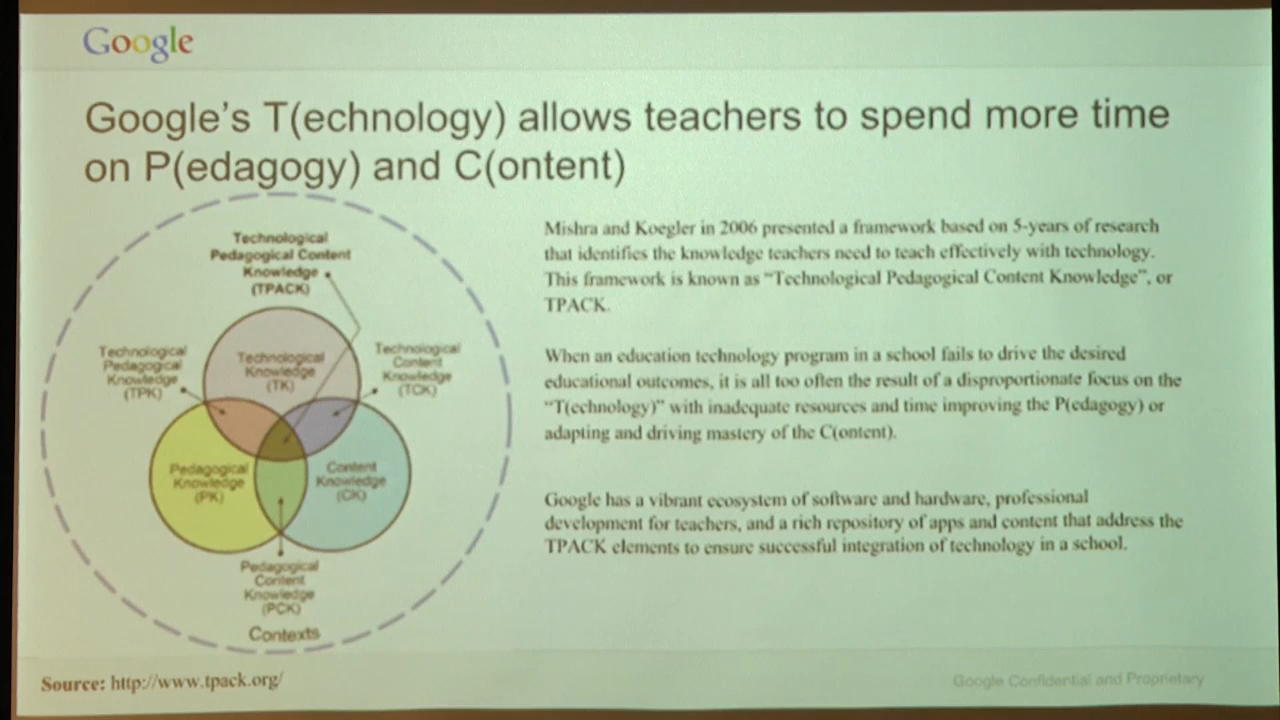 Google
Google's T(echnology) allows teachers to spend more time
on P(edagogy) and C(ontent)
Technological
Pedagogical Content
Knowledge
(TPACK)
Technological
Pedagogical
Knowledge
(TPK)
Technological
Knowledge
(TK)
Technological
Content
Knowledge
(TCK)
Pedagogical
Knowledge
(PK)
Content
Knowledge
(CK)
Pedagogical
Content
Knowledge
(PCK)
Contexts
Mishra and Koegler in 2006 presented a framework based on 5-years of research
that identifies the knowledge teachers need to teach effectively with technology.
This framework is known as "Technological Pedagogical Content Knowledge", or
TPACK.
When an education technology program in a school fails to drive the desired
educational outcomes, it is all too often the result of a disproportionate focus on the
"T(echnology)" with inadequate resources and time improving the P(edagogy) or
adapting and driving mastery of the C(ontent).
Google has a vibrant ecosystem of software and hardware, professional
development for teachers, and a rich repository of apps and content that address the
TPACK elements to ensure successful integration of technology in a school.
Source: http://www.tpack.org/
Google Confidential and Proprietary